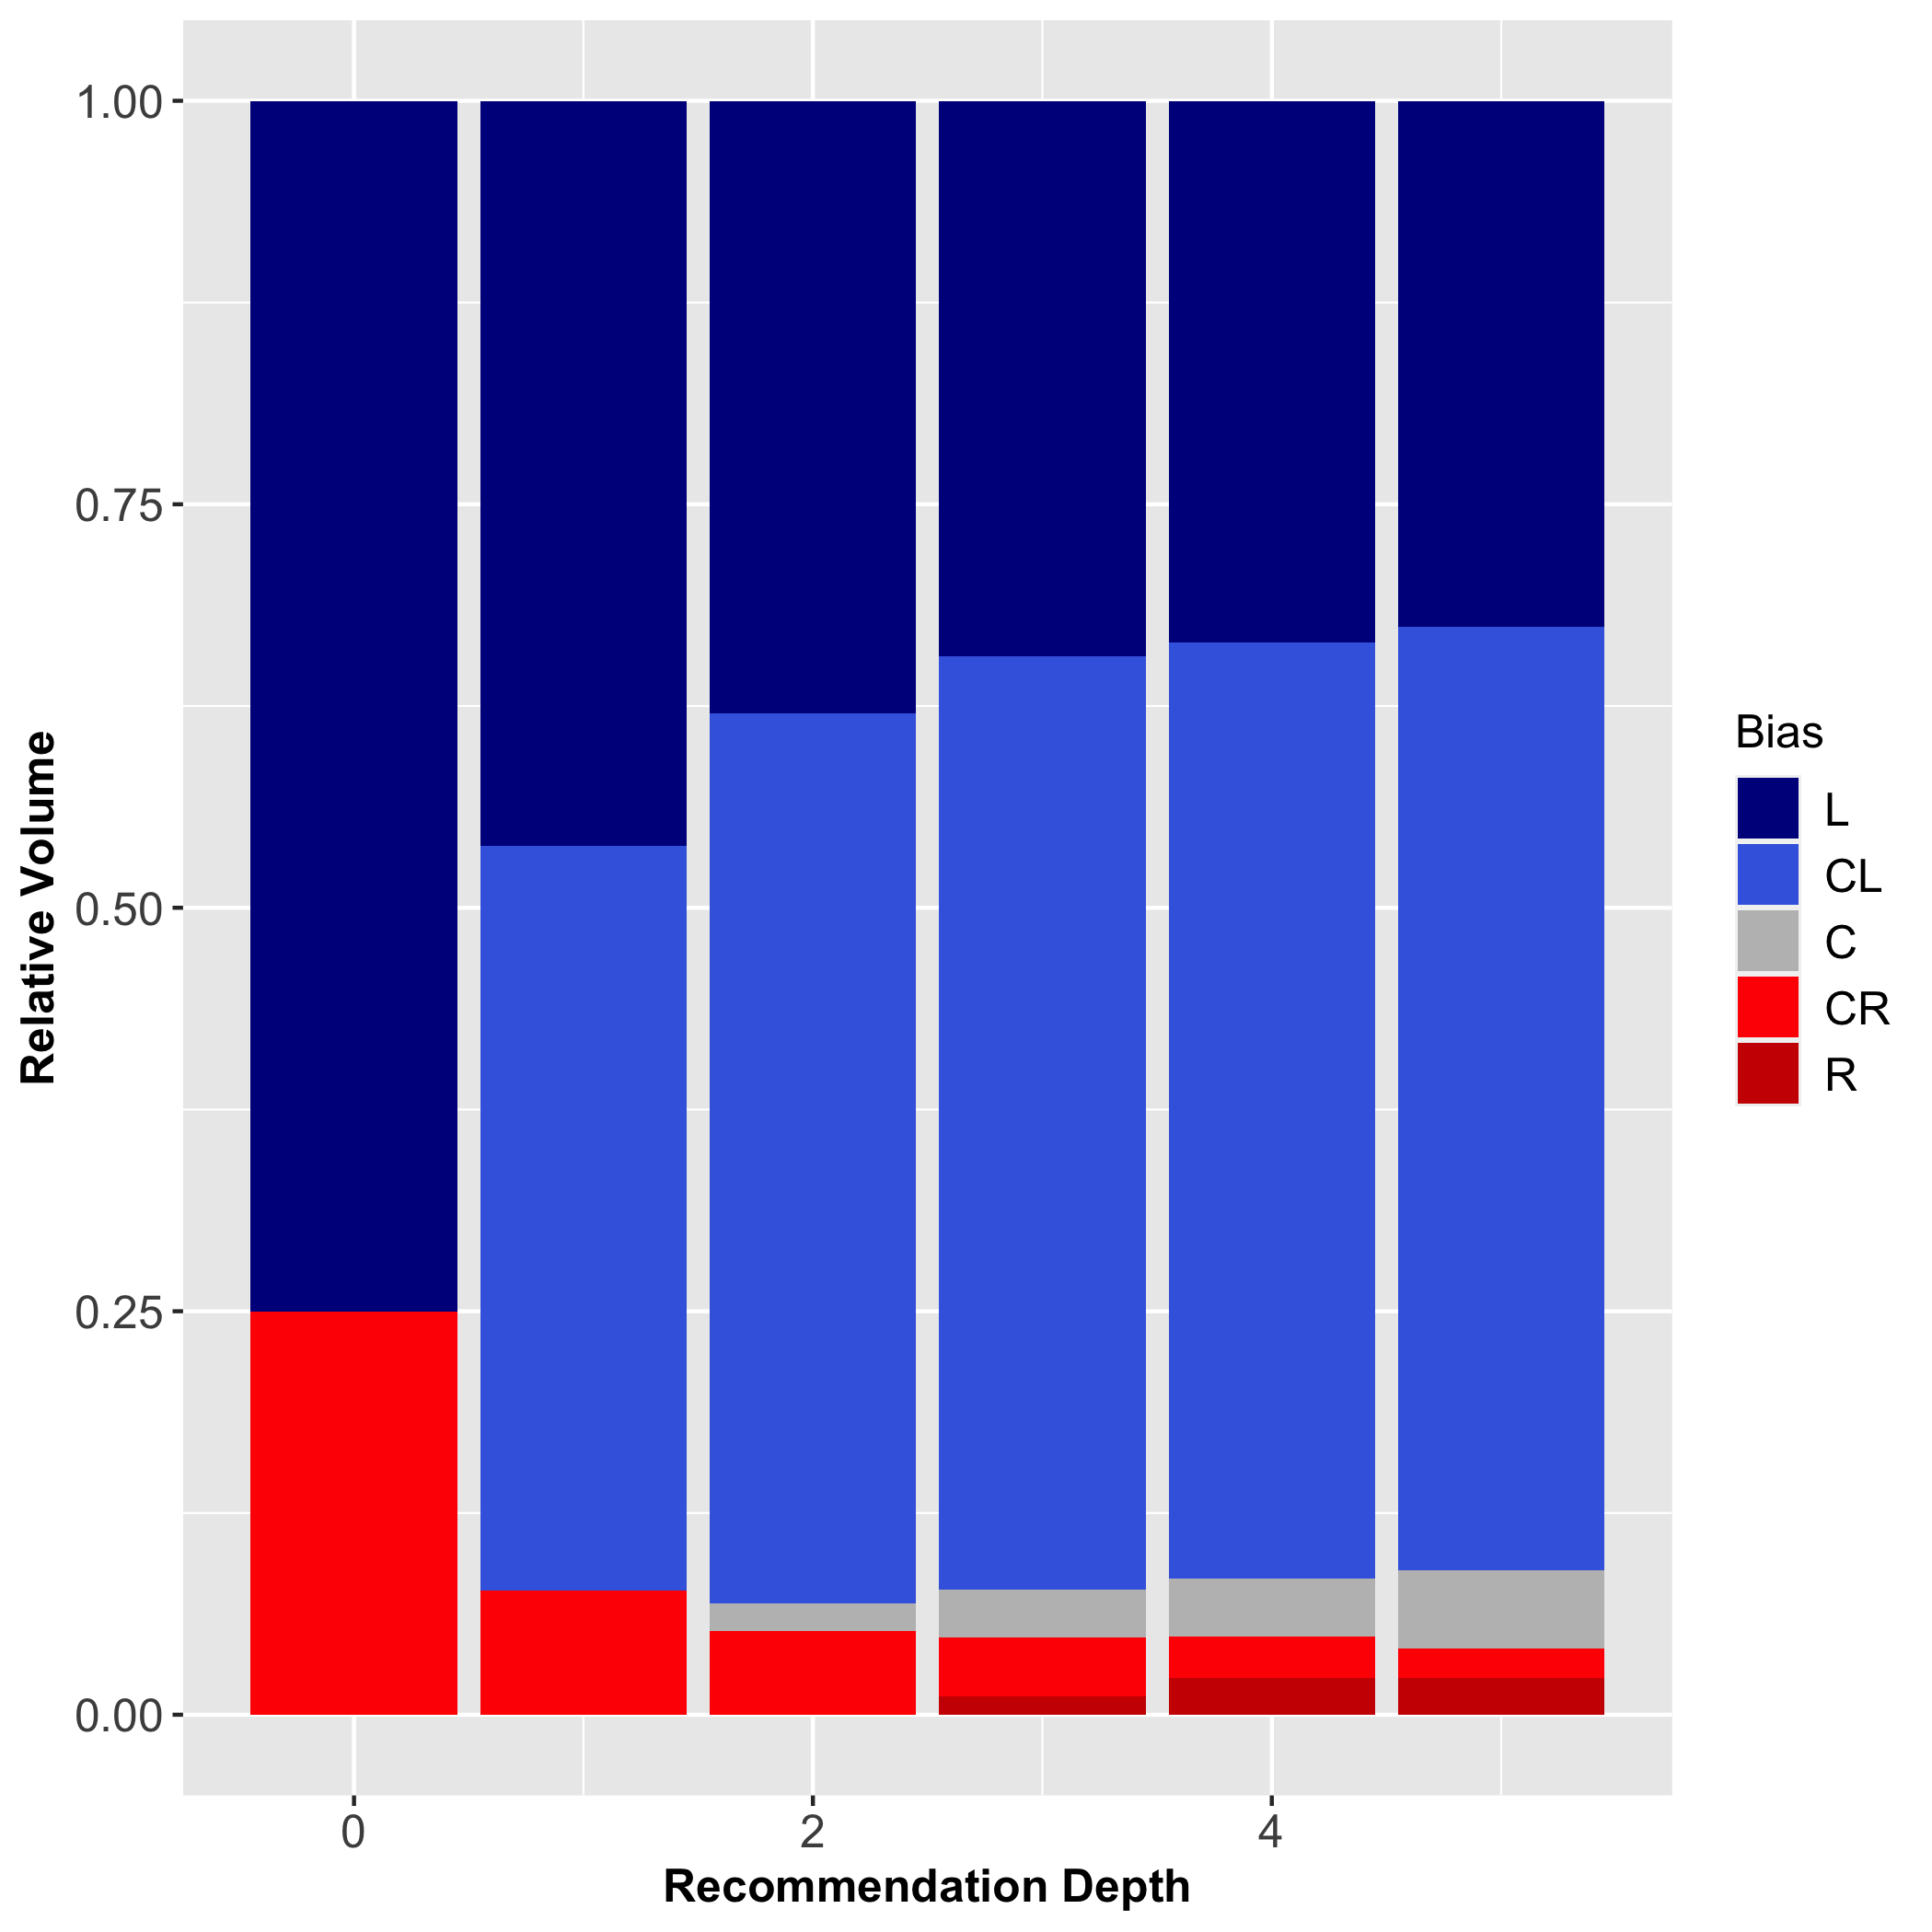 1.00
0.75
0.50
0.25
0.00
Relative Volume
0
2
4
Recommendation Depth
Bias
L
CL
C
CR
R